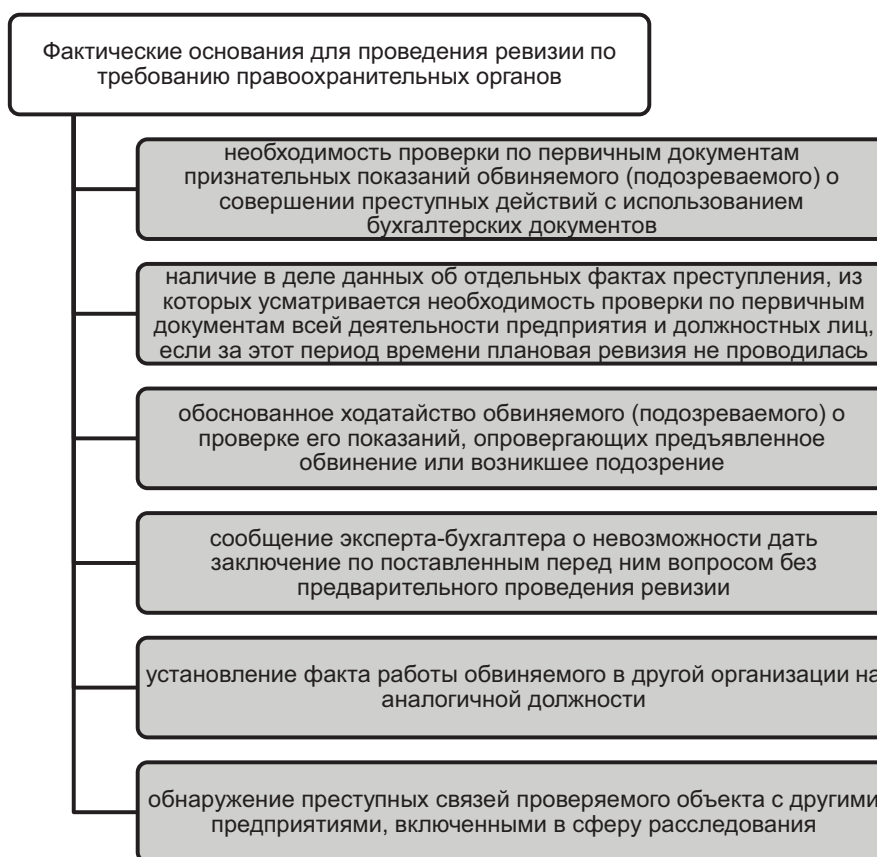 Фактические основания для проведения ревизии по
требованию правоохранительных органов
необходимость проверки по первичным документам
признательных показаний обвиняемого (подозреваемого) о
совершении преступных действий с использованием
бухгалтерских документов
наличие в деле данных об отдельных фактах преступления, из
которых усматривается необходимость проверки по первичным
документам всей деятельности предприятия и должностных лиц,
если за этот период времени плановая ревизия не проводилась
обоснованное ходатайство обвиняемого (подозреваемого) о
проверке его показаний, опровергающих предъявленное
обвинение или возникшее подозрение
сообщение эксперта-бухгалтера о невозможности дать
заключение по поставленным перед ним вопросом без
предварительного проведения ревизии
установление факта работы обвиняемого в другой организации на
аналогичной должности
обнаружение преступных связей проверяемого объекта с другими
предприятиями, включенными в сферу расследования